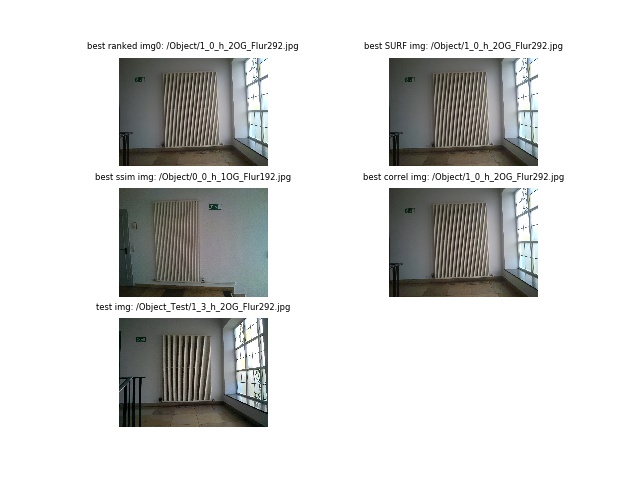 best ranked img0: /Object/1_0_h_2OG_Flur292.jpg
best SURF img: /Object/1_0_h_2OG_Flur292.jpg
best ssim img: /Object/0_0_h_1OG_Flur192.jpg
best correl img: /Object/1_0_h_2OG_Flur292.jpg
test img: /Object_Test/1_3_h_2OG_Flur292.jpg